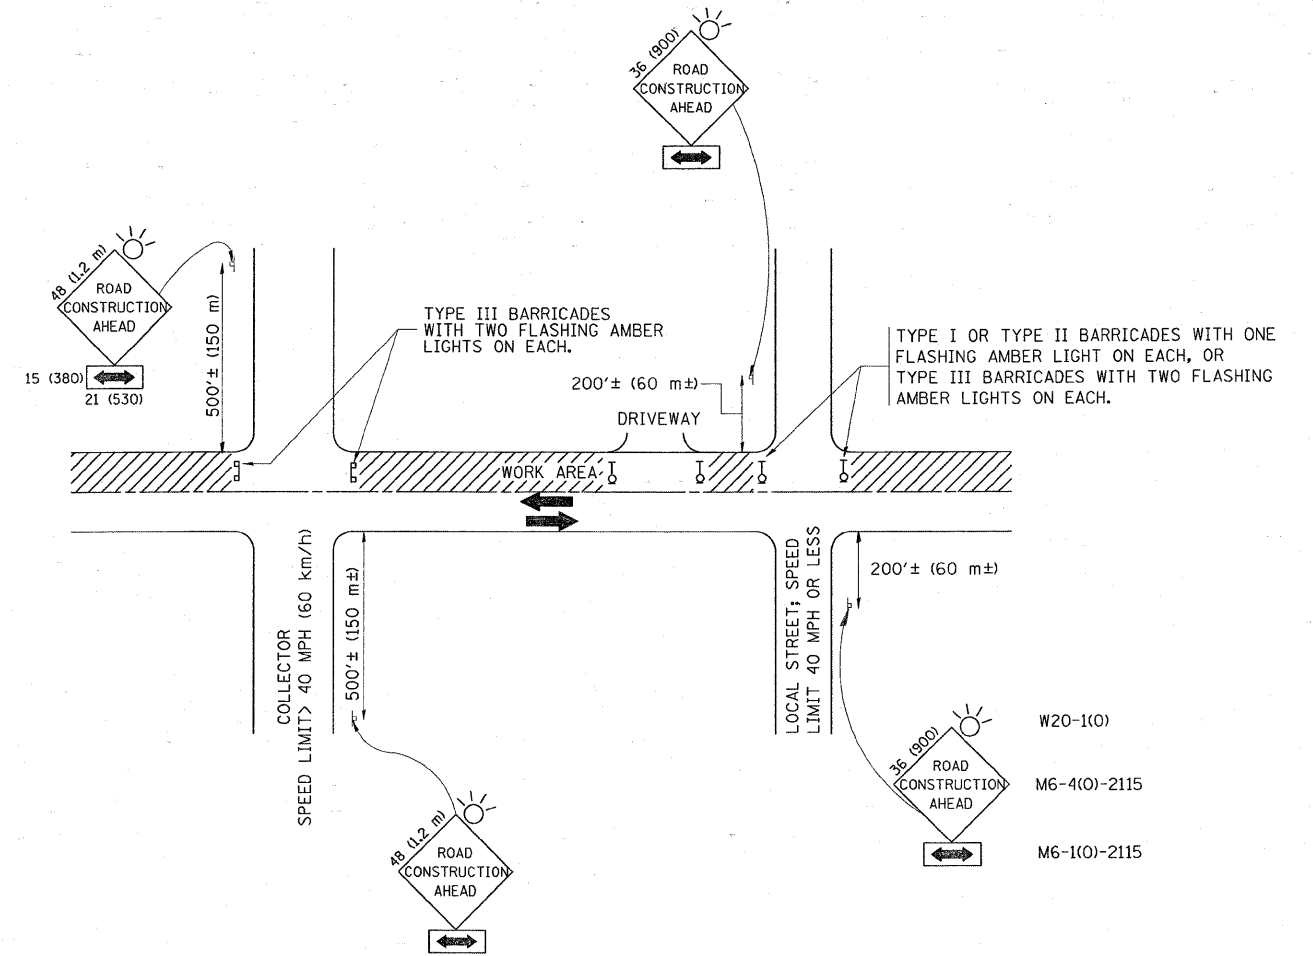 36 (900)
ROAD
CONSTRUCTION
AHEAD
48 (1.2 m)
ROAD
CONSTRUCTION
AHEAD
15 (380)
21 (530)
500'± (150 m)
TYPE III BARRICADES
WITH TWO FLASHING AMBER
LIGHTS ON EACH.
200'± (60 m±)
DRIVEWAY
TYPE I OR TYPE II BARRICADES WITH ONE
FLASHING AMBER LIGHT ON EACH, OR
TYPE III BARRICADES WITH TWO FLASHING
AMBER LIGHTS ON EACH.
WORK AREA
COLLECTOR
SPEED LIMIT> 40 MPH (60 km/h)
500'± (150 m±)
LOCAL STREET; SPEED
LIMIT 40 MPH OR LESS
200'± (60 m±)
36 (900)
ROAD
CONSTRUCTION
AHEAD
W20-1(O)
M6-4(O)-2115
M6-1(O)-2115
48 (1.2 m)
ROAD
CONSTRUCTION
AHEAD